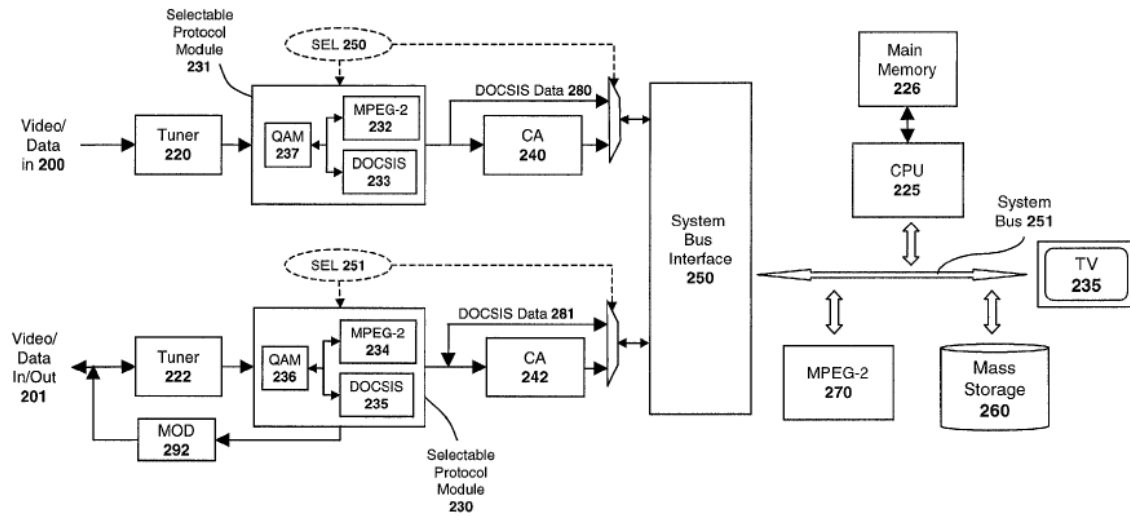 Selectable
Protocol
Module
231
SEL 250
Video/
Data
in 200
Tuner
220
QAM
237
MPEG-2
232
DOCSIS
233
DOCSIS Data 280
CA
240
System
Bus
Interface
250
Main
Memory
226
CPU
225
System
Bus 251
TV
235
MPEG-2
270
Mass
Storage
260
SEL 251
Video/
Data
In/Out
201
Tuner
222
MOD
292
QAM
236
MPEG-2
234
DOCSIS
235
DOCSIS Data 281
CA
242
Selectable
Protocol
Module
230